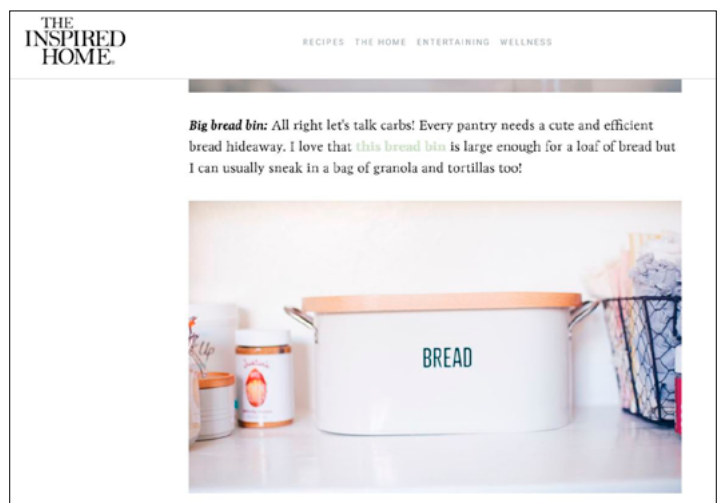 THE
INSPIRED
HOME®
RECIPES THE HOME ENTERTAINING WELLNESS
Big bread bin: All right let's talk carbs! Every pantry needs a cute and efficient
bread hideaway. I love that this bread bin is large enough for a loaf of bread but
I can usually sneak in a bag of granola and tortillas too!
BREAD